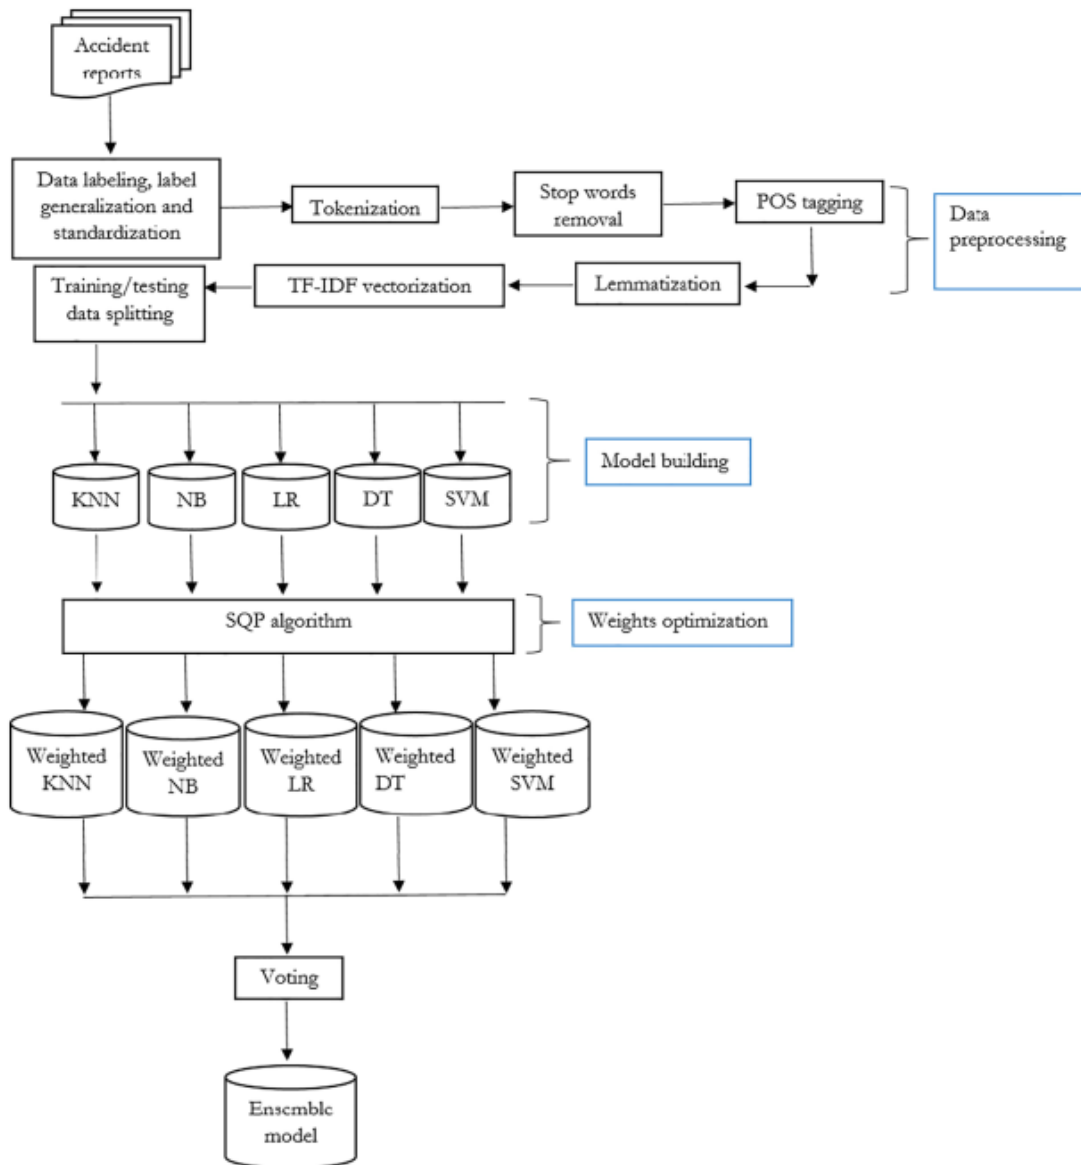 Accident
reports
Data labeling, label
generalization and
standardization
Tokenization
Stop words
removal
POS tagging
Data
preprocessing
Training/testing
data splitting
TF-IDF vectorization
Lemmatization
KNN
NB
LR
DT
SVM
Model building
SQP algorithm
Weights optimization
Weighted
KNN
Weighted
NB
Weighted
LR
Weighted
DT
Weighted
SVM
Voting
Ensemble
model